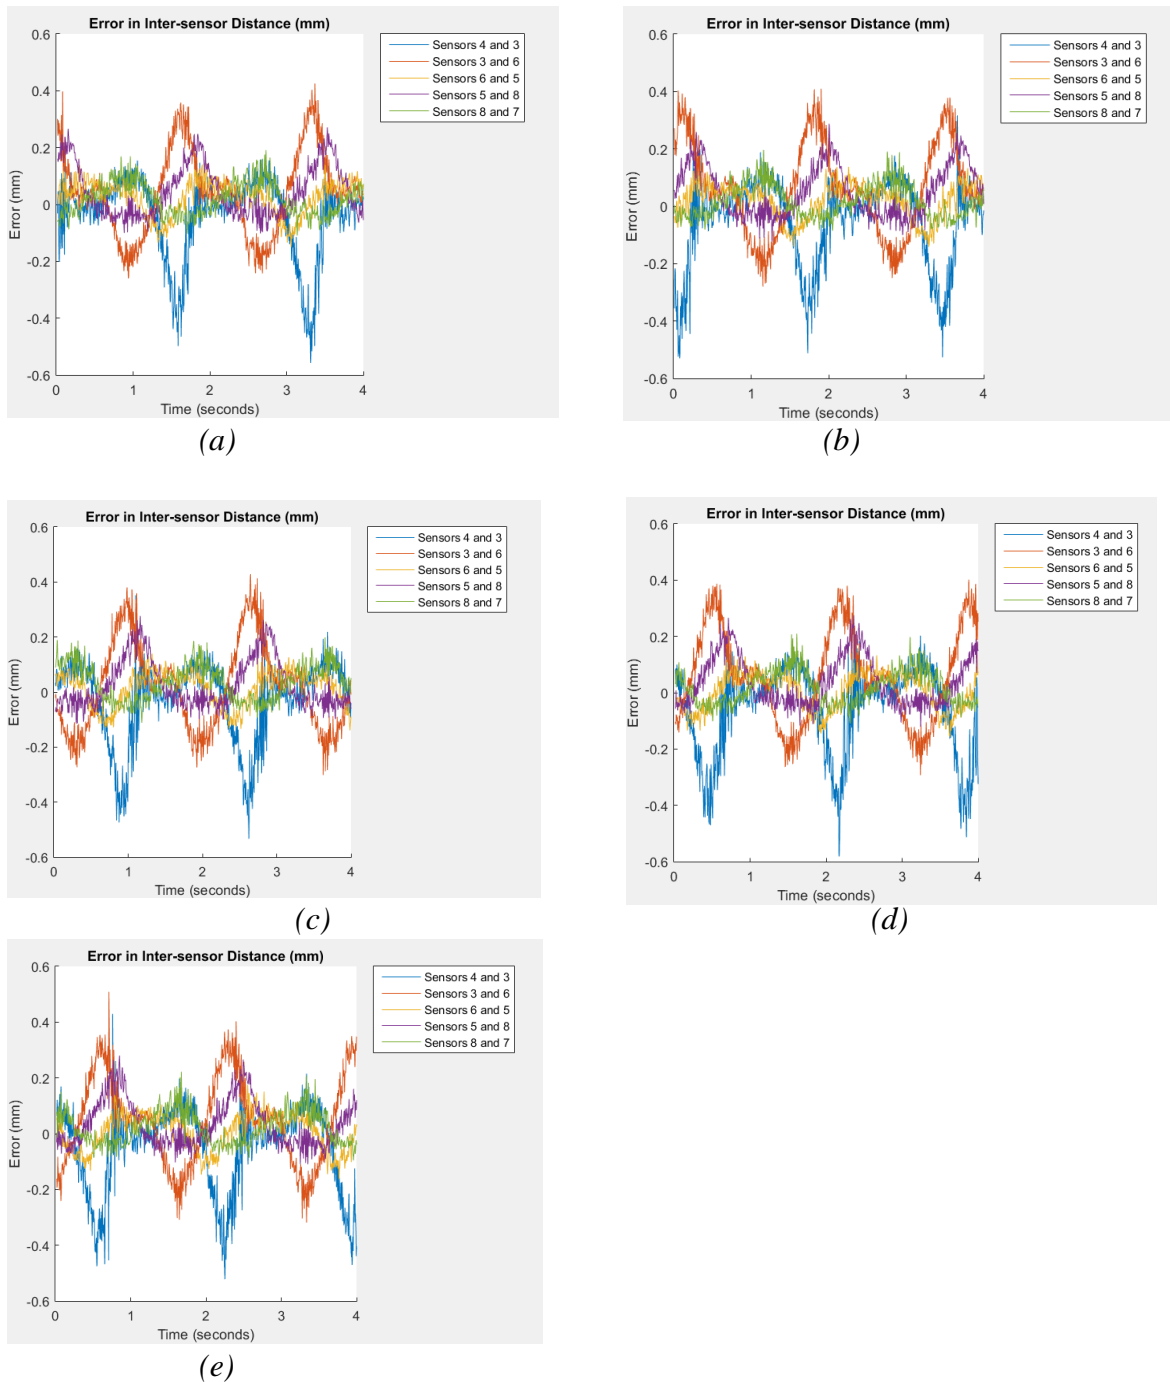 Error in Inter-sensor Distance (mm)
0.6
0.4
0.2
0
-0.2
-0.4
-0.6
Error (mm)
0 1 2 3 4
Time (seconds)
Sensors 4 and 3
Sensors 3 and 6
Sensors 6 and 5
Sensors 5 and 8
Sensors 8 and 7
(a)
Error in Inter-sensor Distance (mm)
0.6
0.4
0.2
0
-0.2
-0.4
-0.6
Error (mm)
0 1 2 3 4
Time (seconds)
Sensors 4 and 3
Sensors 3 and 6
Sensors 6 and 5
Sensors 5 and 8
Sensors 8 and 7
(b)
Error in Inter-sensor Distance (mm)
0.6
0.4
0.2
0
-0.2
-0.4
-0.6
Error (mm)
0 1 2 3 4
Time (seconds)
Sensors 4 and 3
Sensors 3 and 6
Sensors 6 and 5
Sensors 5 and 8
Sensors 8 and 7
(c)
Error in Inter-sensor Distance (mm)
0.6
0.4
0.2
0
-0.2
-0.4
-0.6
Error (mm)
0 1 2 3 4
Time (seconds)
Sensors 4 and 3
Sensors 3 and 6
Sensors 6 and 5
Sensors 5 and 8
Sensors 8 and 7
(d)
Error in Inter-sensor Distance (mm)
0.6
0.4
0.2
0
-0.2
-0.4
-0.6
Error (mm)
0 1 2 3 4
Time (seconds)
Sensors 4 and 3
Sensors 3 and 6
Sensors 6 and 5
Sensors 5 and 8
Sensors 8 and 7
(e)